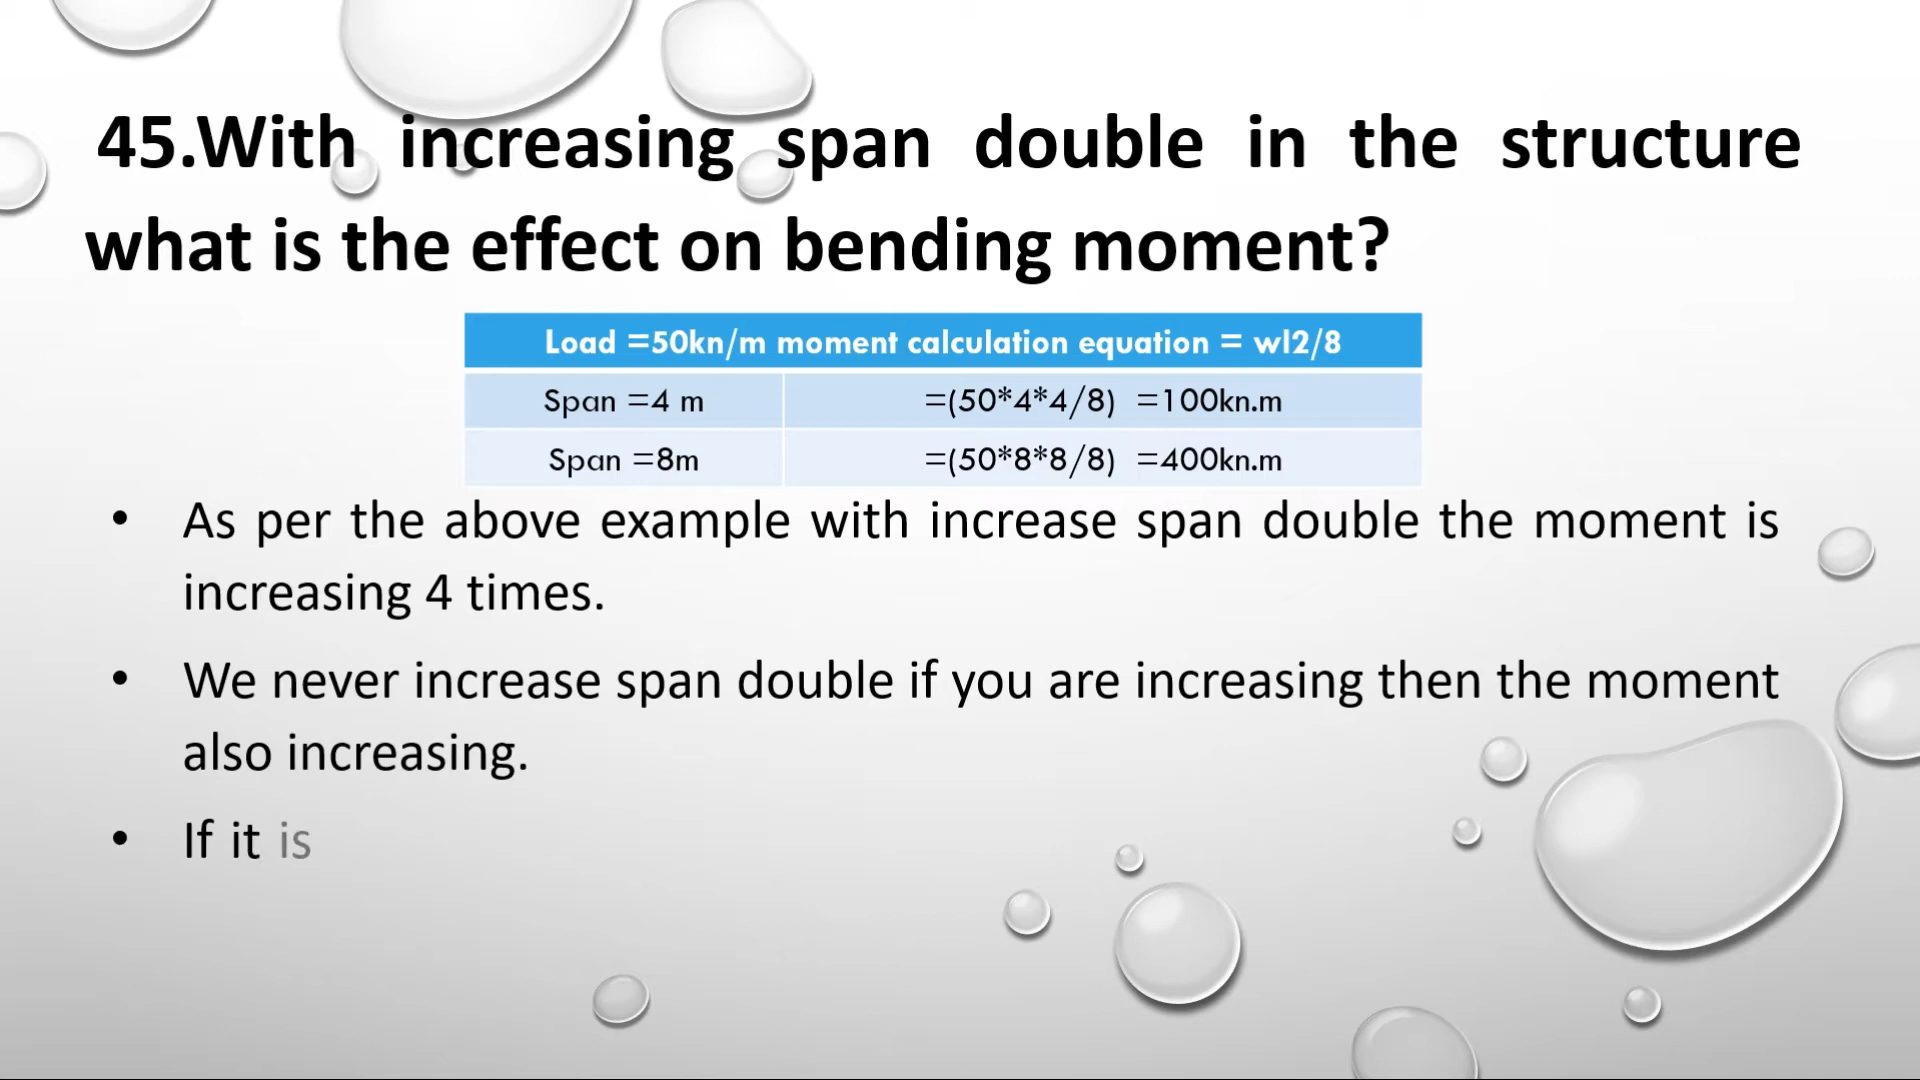 45.With increasing span double in the structure
what is the effect on bending moment?
Load =50kn/m moment calculation equation = wl2/8
Span =4 m =(50*4*4/8) =100kn.m
Span =8m =(50*8*8/8) =400kn.m
• As per the above example with increase span double the moment is
increasing 4 times.
• We never increase span double if you are increasing then the moment
also increasing.
• If it is